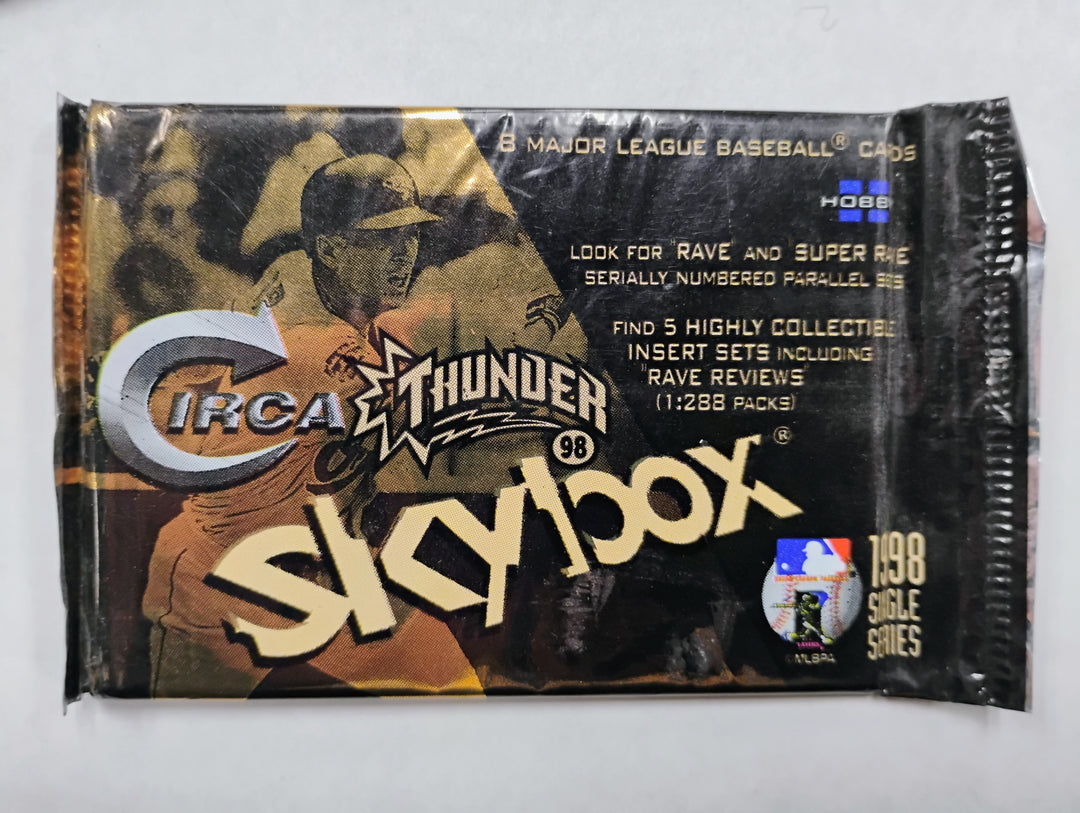 8 MAJOR LEAGUE BASEBALL® CARDS
HOBB
LOOK FOR "RAVE" AND "SUPER RAVE"
SERIALLY NUMBERED PARALLEL SETS
FIND 5 HIGHLY COLLECTIBLE
INSERT SETS INCLUDING
"RAVE REVIEWS"
(1:288 PACKS)
CIRCA THUNDER
98
skybox®
1998
SINGLE
SERIES
MLBPA